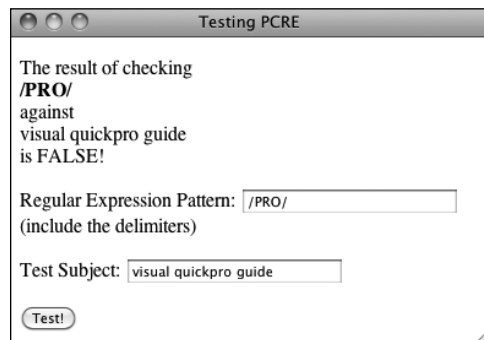 Testing PCRE
The result of checking
/PRO/
against
visual quickpro guide
is FALSE!
Regular Expression Pattern: /PRO/
(include the delimiters)
Test Subject: visual quickpro guide
Test!